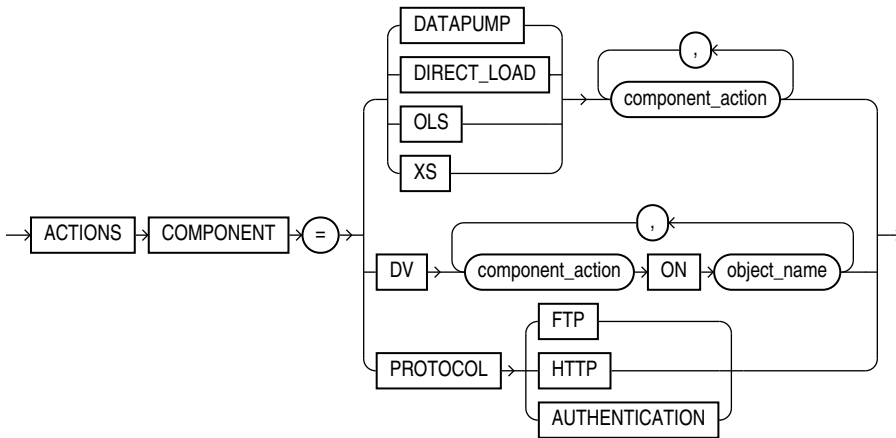 DATAPUMP
DIRECT_LOAD
OLS
XS
,
component_action
ACTIONS COMPONENT =
,
DV component_action ON object_name
PROTOCOL
FTP
HTTP
AUTHENTICATION